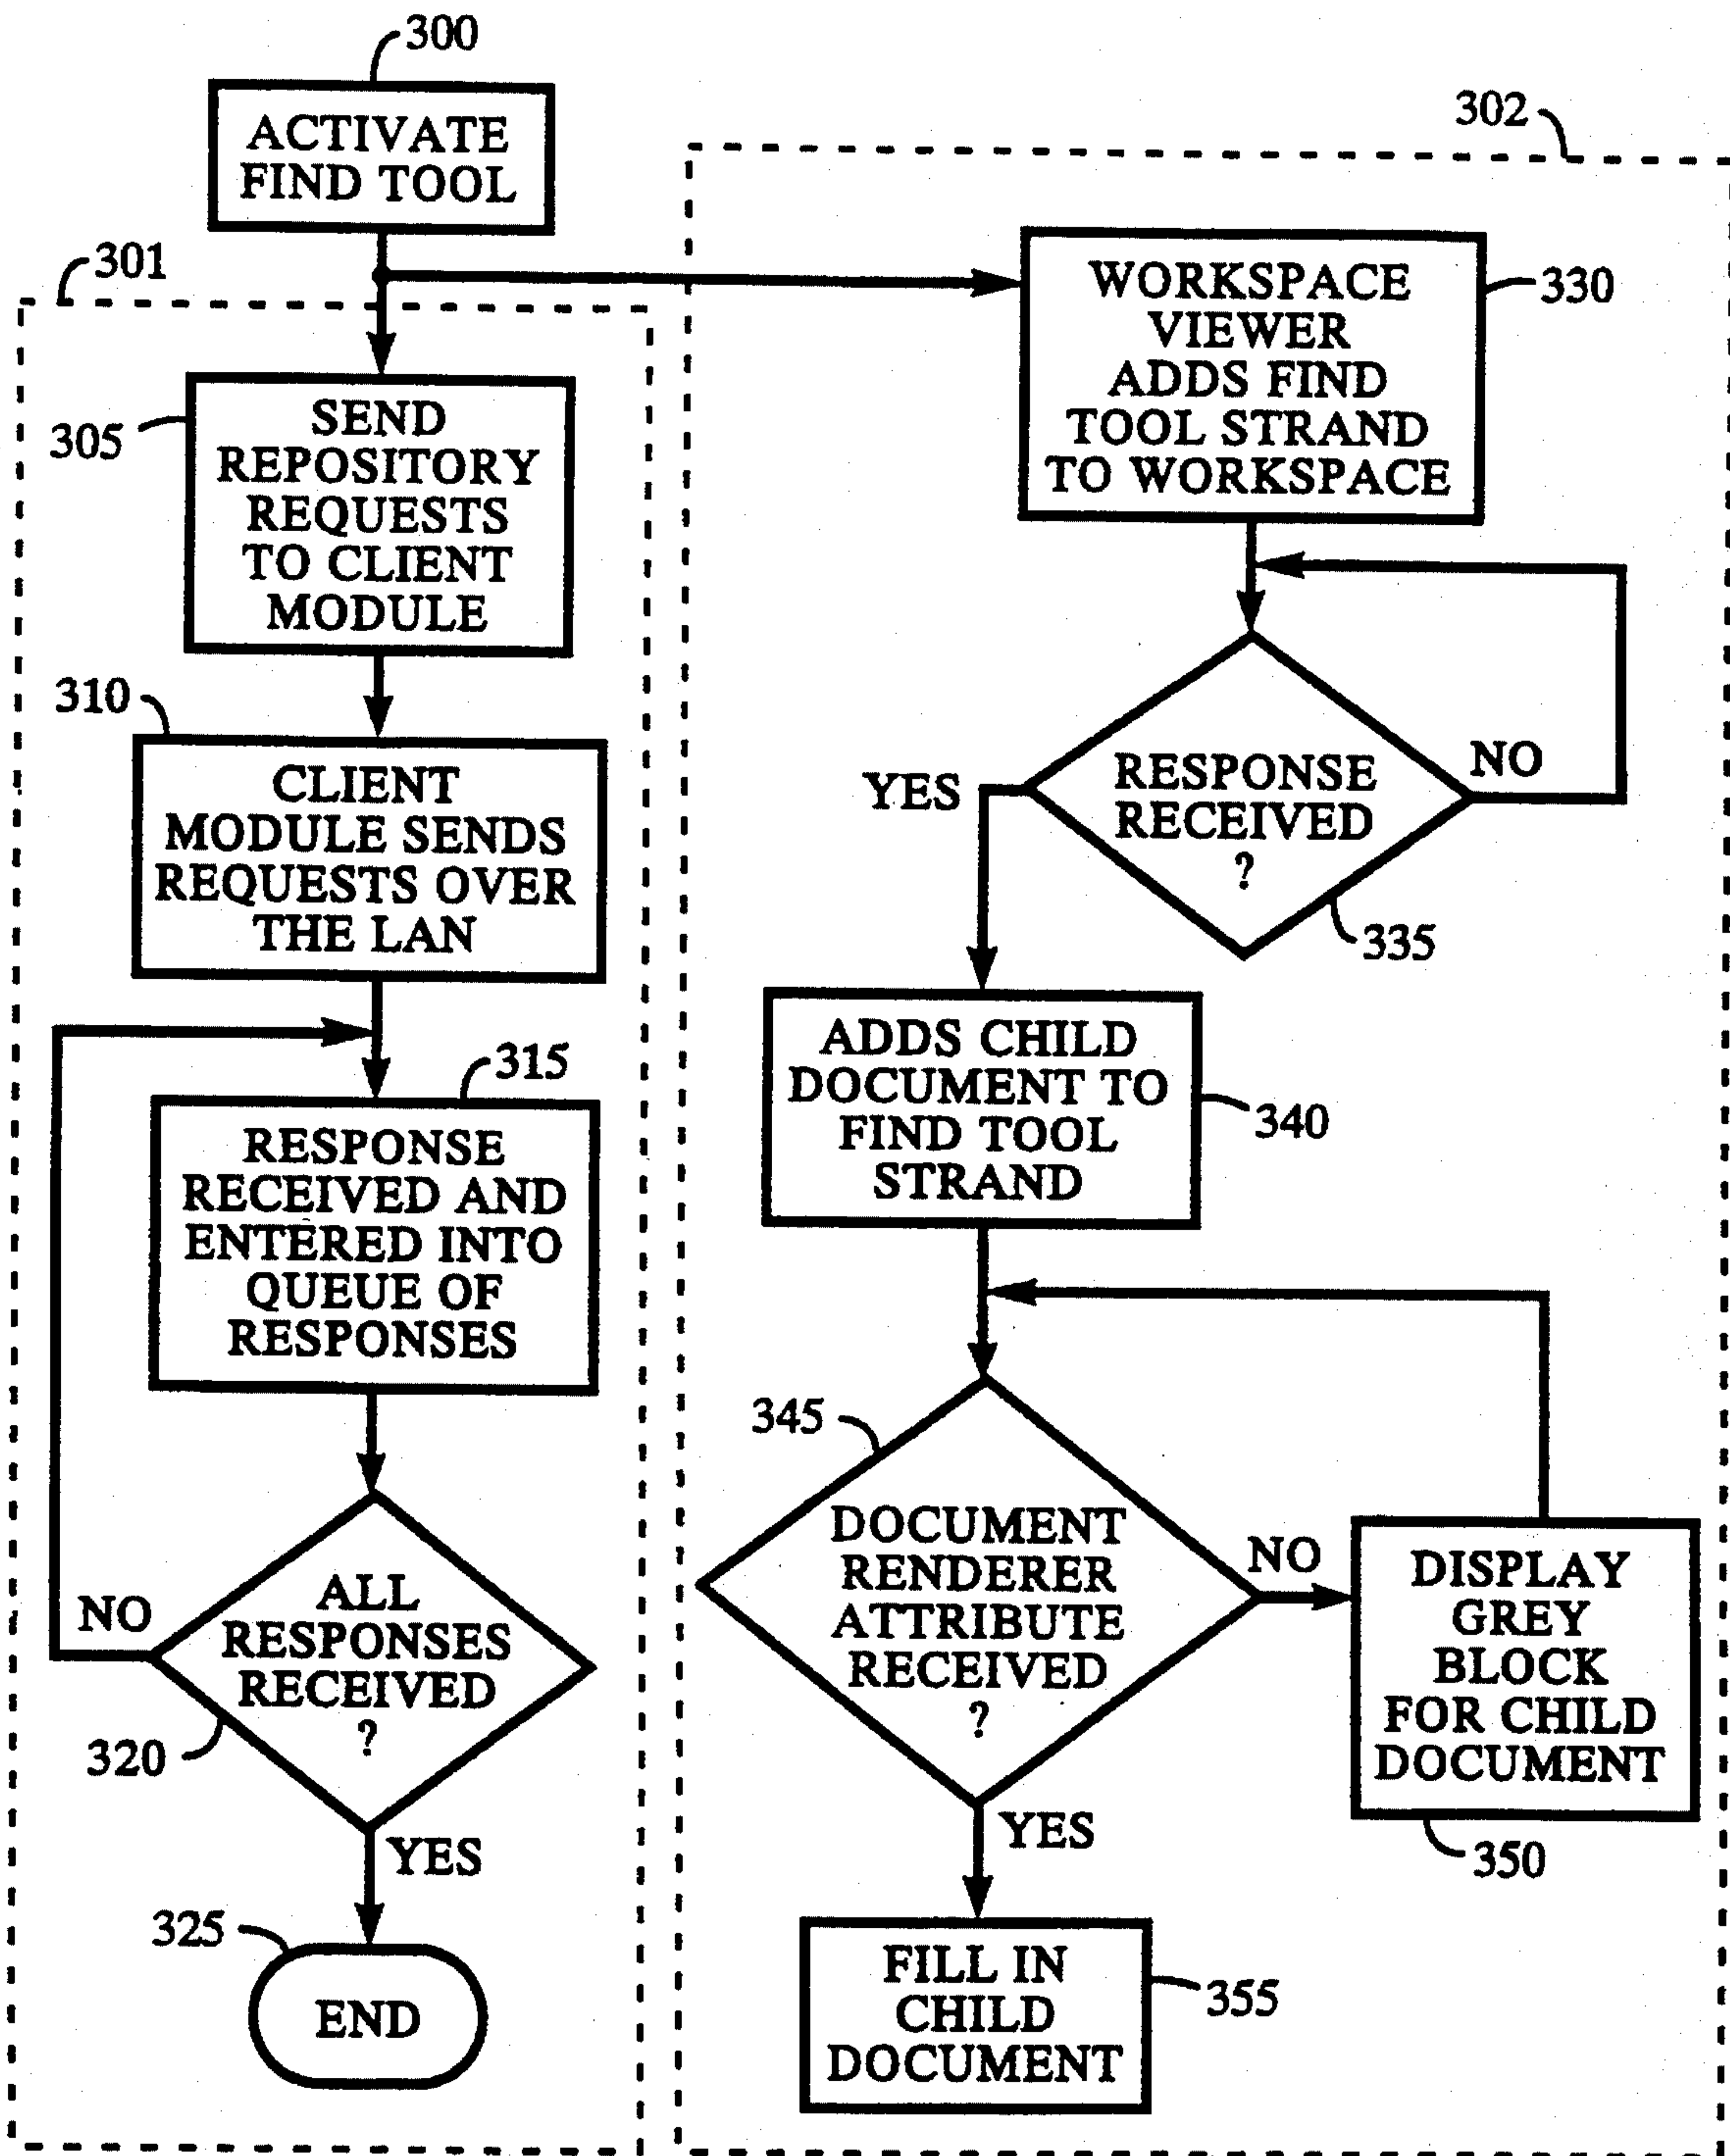 300
ACTIVATE
FIND TOOL
301
305
SEND
REPOSITORY
REQUESTS
TO CLIENT
MODULE
310
CLIENT
MODULE SENDS
REQUESTS OVER
THE LAN
315
RESPONSE
RECEIVED AND
ENTERED INTO
QUEUE OF
RESPONSES
NO
ALL
RESPONSES
RECEIVED
?
320
YES
325
END
302
WORKSPACE
VIEWER
ADDS FIND
TOOL STRAND
TO WORKSPACE
330
YES
RESPONSE
RECEIVED
?
NO
335
ADDS CHILD
DOCUMENT TO
FIND TOOL
STRAND
340
345
DOCUMENT
RENDERER
ATTRIBUTE
RECEIVED
?
NO
DISPLAY
GREY
BLOCK
FOR CHILD
DOCUMENT
350
YES
FILL IN
CHILD
DOCUMENT
355